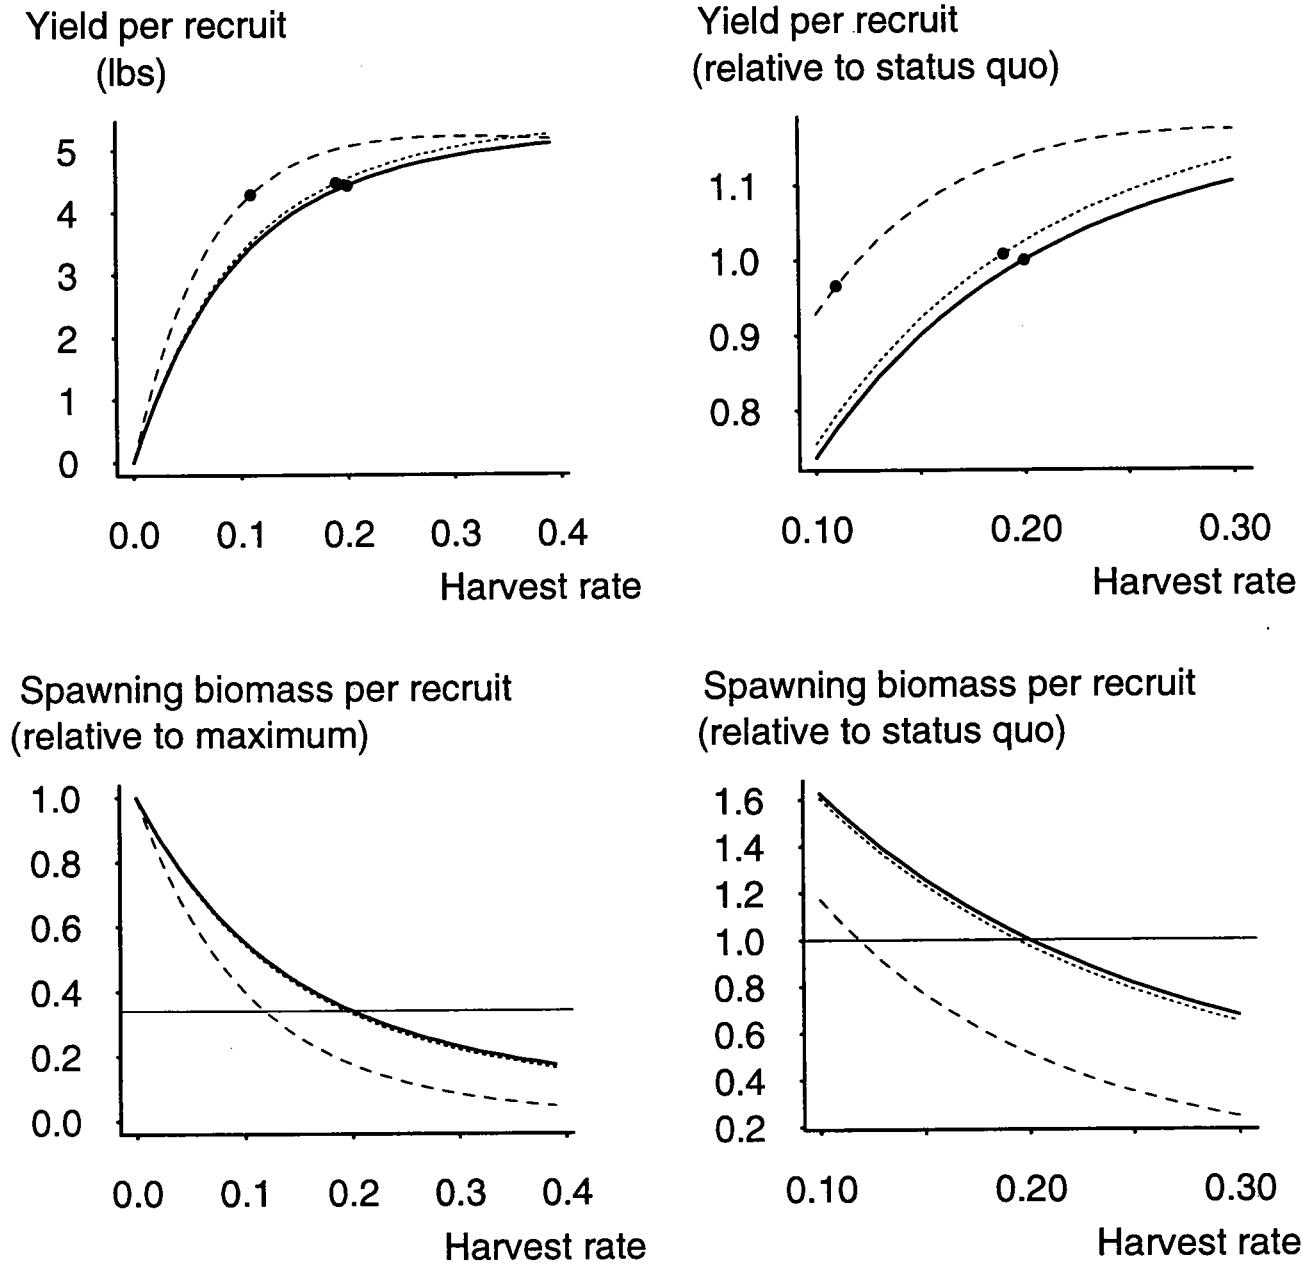 Yield per recruit
(lbs)
5
4
3
2
1
0
0.0 0.1 0.2 0.3 0.4
Harvest rate
Yield per recruit
(relative to status quo)
1.1
1.0
0.9
0.8
0.10 0.20 0.30
Harvest rate
Spawning biomass per recruit
(relative to maximum)
1.0
0.8
0.6
0.4
0.2
0.0
0.0 0.1 0.2 0.3 0.4
Harvest rate
Spawning biomass per recruit
(relative to status quo)
1.6
1.4
1.2
1.0
0.8
0.6
0.4
0.2
0.10 0.20 0.30
Harvest rate